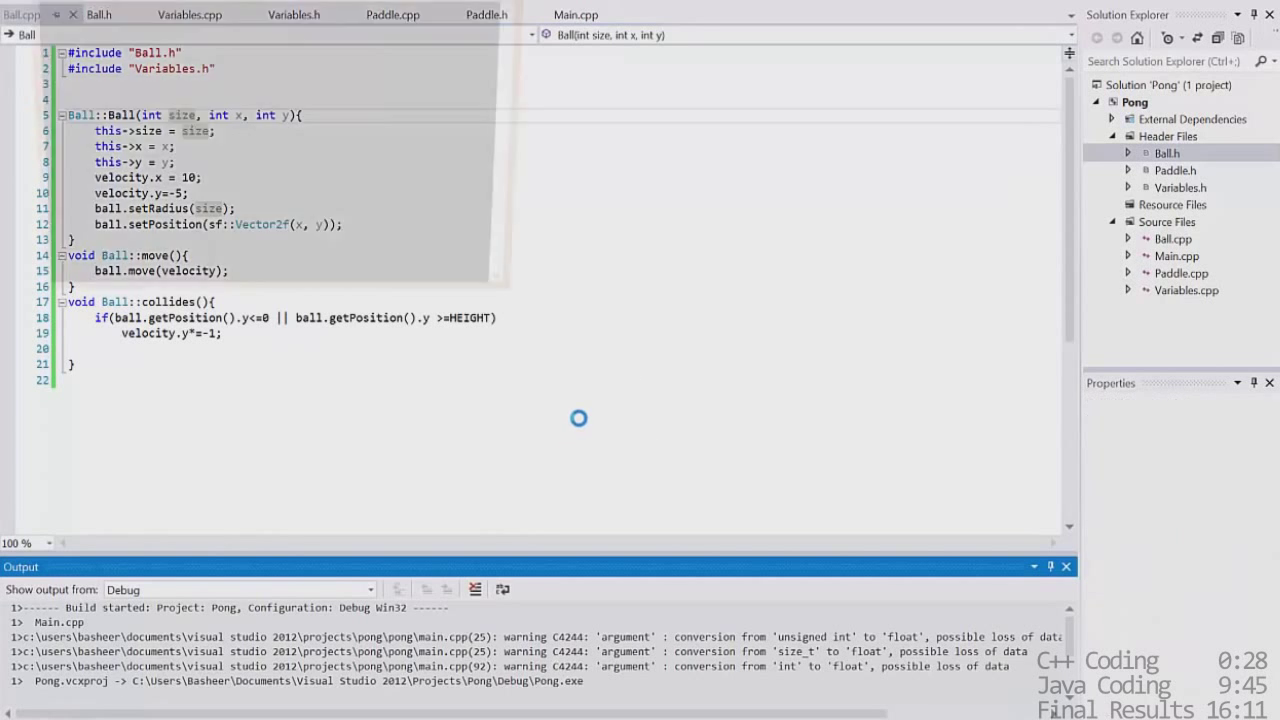 Ball.cpp Ball.h Variables.cpp Variables.h Paddle.cpp Paddle.h Main.cpp
Ball Ball(int size, int x, int y)
1 #include "Ball.h"
2 #include "Variables.h"
3
4
5 Ball::Ball(int size, int x, int y){
6 this->size = size;
7 this->x = x;
8 this->y = y;
9 velocity.x = 10;
10 velocity.y=-5;
11 ball.setRadius(size);
12 ball.setPosition(sf::Vector2f(x, y));
13 }
14 void Ball::move(){
15 ball.move(velocity);
16 }
17 void Ball::collides(){
18 if(ball.getPosition().y<=0 || ball.getPosition().y >=HEIGHT)
19 velocity.y*=-1;
20
21 }
22
100 %
Solution Explorer
Search Solution Explorer (Ctrl+;)
Solution 'Pong' (1 project)
Pong
External Dependencies
Header Files
Ball.h
Paddle.h
Variables.h
Resource Files
Source Files
Ball.cpp
Main.cpp
Paddle.cpp
Variables.cpp
Properties
Output
Show output from: Debug
1>------ Build started: Project: Pong, Configuration: Debug Win32 ------
1> Main.cpp
1>c:\users\basheer\documents\visual studio 2012\projects\pong\pong\main.cpp(25): warning C4244: 'argument' : conversion from 'unsigned int' to 'float', possible loss of data
1>c:\users\basheer\documents\visual studio 2012\projects\pong\pong\main.cpp(25): warning C4244: 'argument' : conversion from 'size_t' to 'float', possible loss of data
1>c:\users\basheer\documents\visual studio 2012\projects\pong\pong\main.cpp(92): warning C4244: 'argument' : conversion from 'int' to 'float', possible loss of data
1> Pong.vcxproj -> C:\Users\Basheer\Documents\Visual Studio 2012\Projects\Pong\Debug\Pong.exe
C++ Coding 0:28
Java Coding 9:45
Final Results 16:11